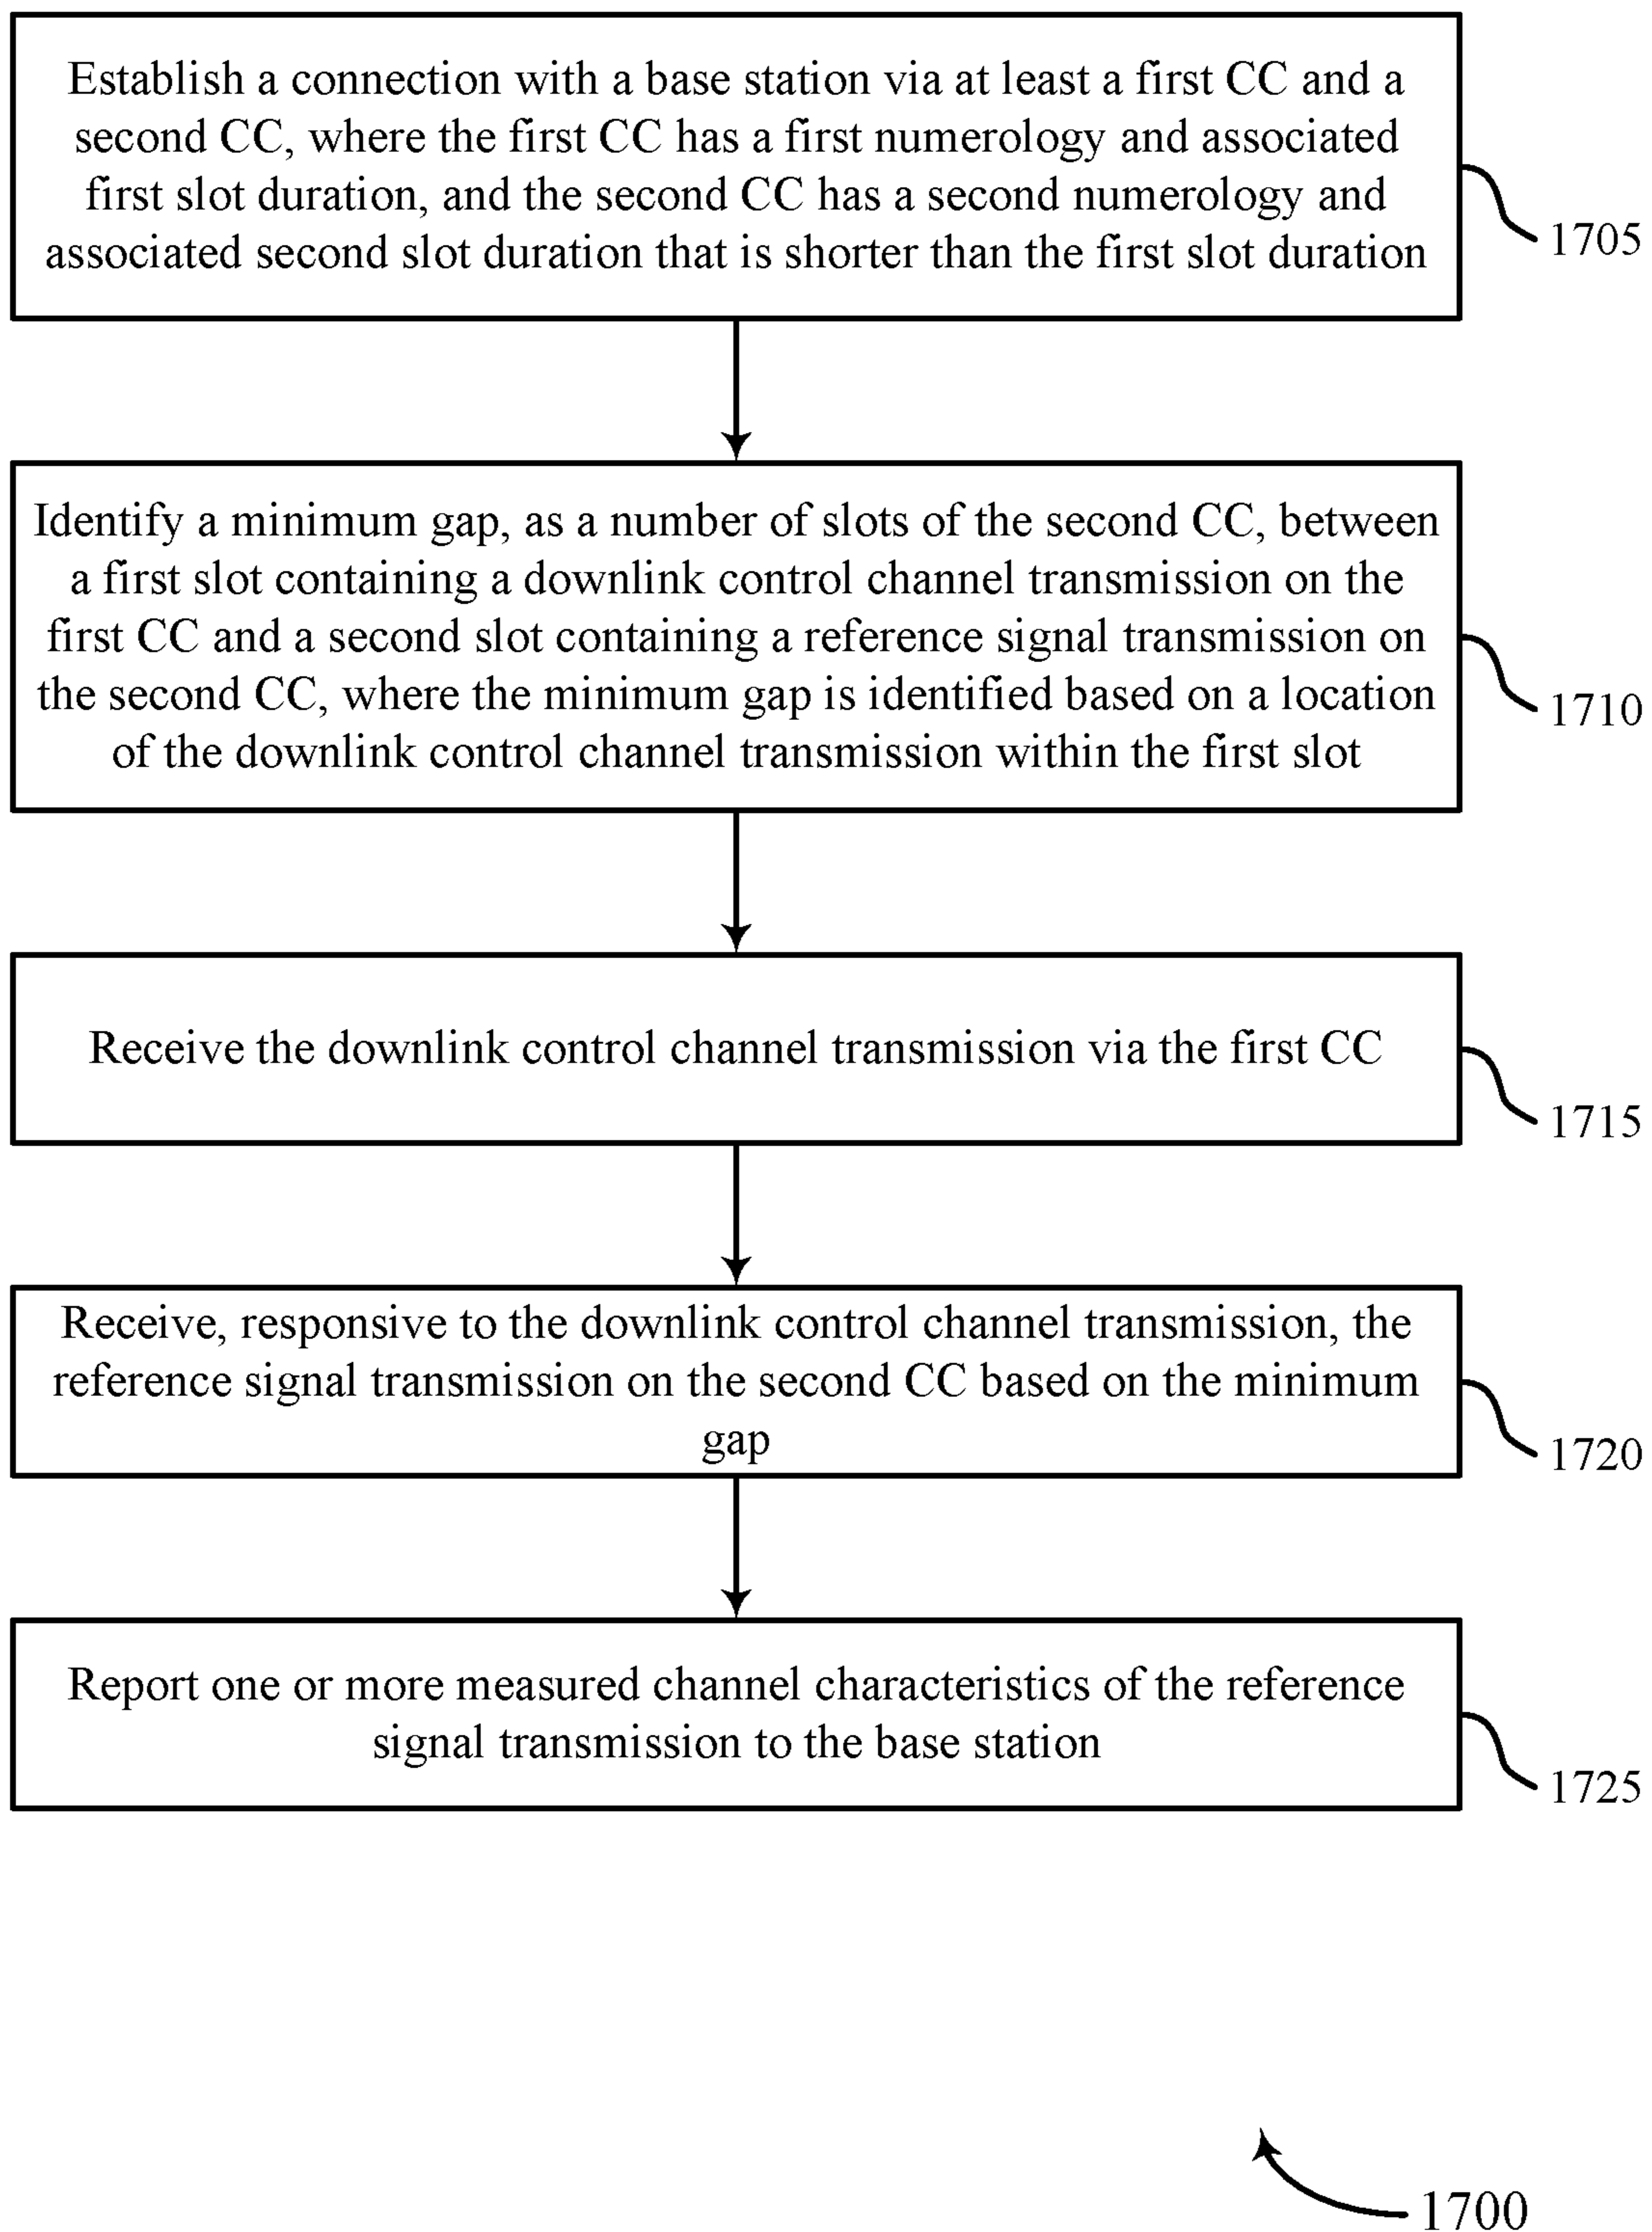 Establish a connection with a base station via at least a first CC and a
second CC, where the first CC has a first numerology and associated
first slot duration, and the second CC has a second numerology and
associated second slot duration that is shorter than the first slot duration
1705
Identify a minimum gap, as a number of slots of the second CC, between
a first slot containing a downlink control channel transmission on the
first CC and a second slot containing a reference signal transmission on
the second CC, where the minimum gap is identified based on a location
of the downlink control channel transmission within the first slot
1710
Receive the downlink control channel transmission via the first CC
1715
Receive, responsive to the downlink control channel transmission, the
reference signal transmission on the second CC based on the minimum
gap
1720
Report one or more measured channel characteristics of the reference
signal transmission to the base station
1725
1700